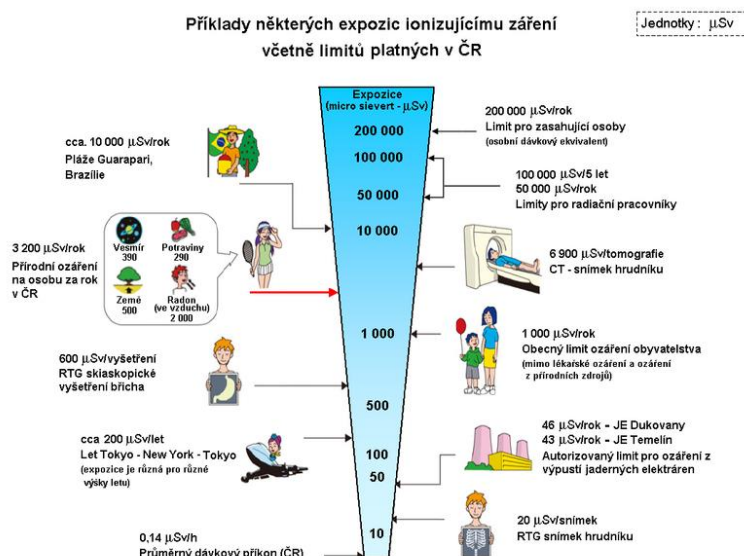 Příklady některých expozic ionizujícímu záření
včetně limitů platných v ČR
Jednotky : µSv
Expozice
(micro sievert - µSv)
200 000
100 000
50 000
10 000
1 000
500
100
50
10
cca. 10 000 µSv/rok
Pláže Guarapari,
Brazílie
3 200 µSv/rok
Přírodní ozáření
na osobu za rok
v ČR
Vesmír
390
Potraviny
290
Země
500
Radon
(ve vzduchu)
2 000
600 µSv/vyšetření
RTG skiaskopické
vyšetření břicha
cca 200 µSv/let
Let Tokyo - New York - Tokyo
(expozice je různá pro různé
výšky letu)
0,14 µSv/h
Průměrný dávkový příkon (ČR)
200 000 µSv/rok
Limit pro zasahující osoby
(osobní dávkový ekvivalent)
100 000 µSv/5 let
50 000 µSv/rok
Limity pro radiační pracovníky
6 900 µSv/tomografie
CT - snímek hrudníku
1 000 µSv/rok
Obecný limit ozáření obyvatelstva
(mimo lékařské ozáření a ozáření
z přírodních zdrojů)
46 µSv/rok - JE Dukovany
43 µSv/rok - JE Temelín
Autorizovaný limit pro ozáření z
výpustí jaderných elektráren
20 µSv/snímek
RTG snímek hrudníku